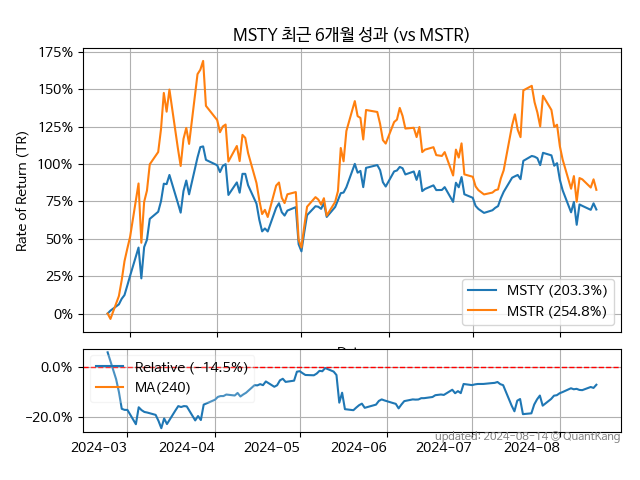 MSTY 최근 6개월 성과 (vs MSTR)
Rate of Return (TR)
175%
150%
125%
100%
75%
50%
25%
0%
MSTY (203.3%)
MSTR (254.8%)
0.0%
-20.0%
Relative (-14.5%)
MA(240)
2024-03 2024-04 2024-05 2024-06 2024-07 2024-08
updated: 2024-08-14 © QuantKang